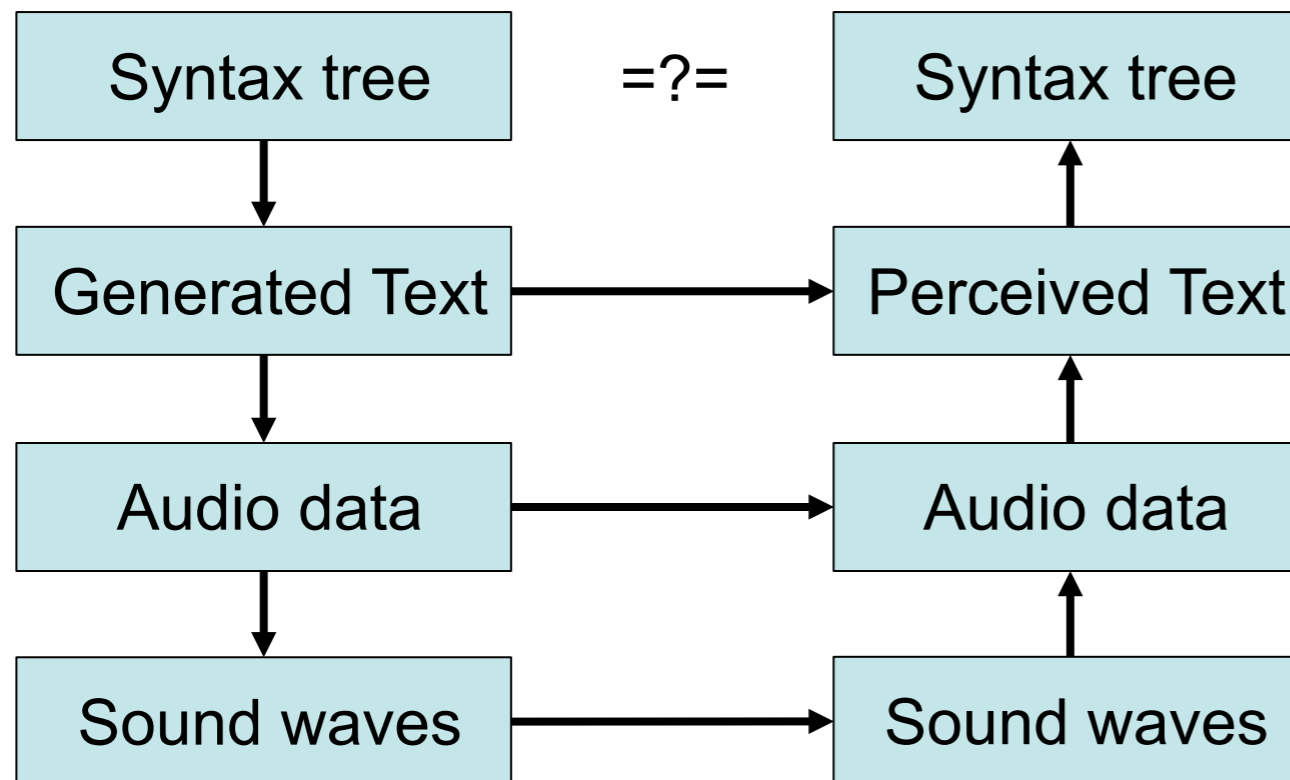 Syntax tree =?= Syntax tree
Generated Text Perceived Text
Audio data Audio data
Sound waves Sound waves